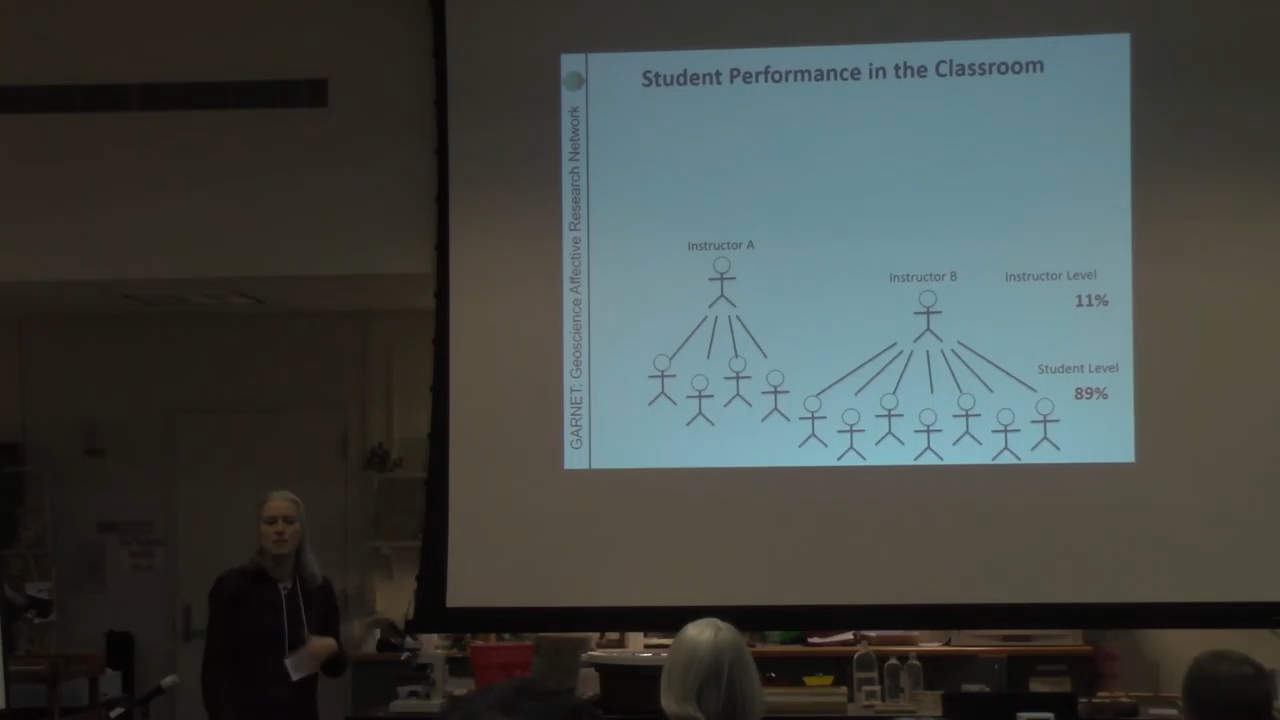 Student Performance in the Classroom
GARNET: Geoscience Affective Research Network
Instructor A
Instructor B
Instructor Level
11%
Student Level
89%